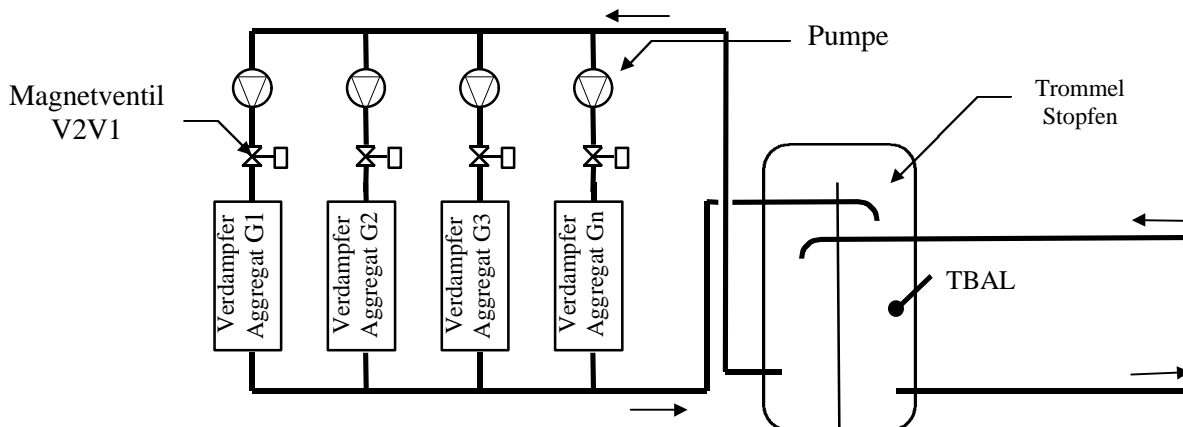 Pumpe
Magnetventil
V2V1
Trommel
Stopfen
Verdampfer
Aggregat G1
Verdampfer
Aggregat G2
Verdampfer
Aggregat G3
Verdampfer
Aggregat Gn
TBAL